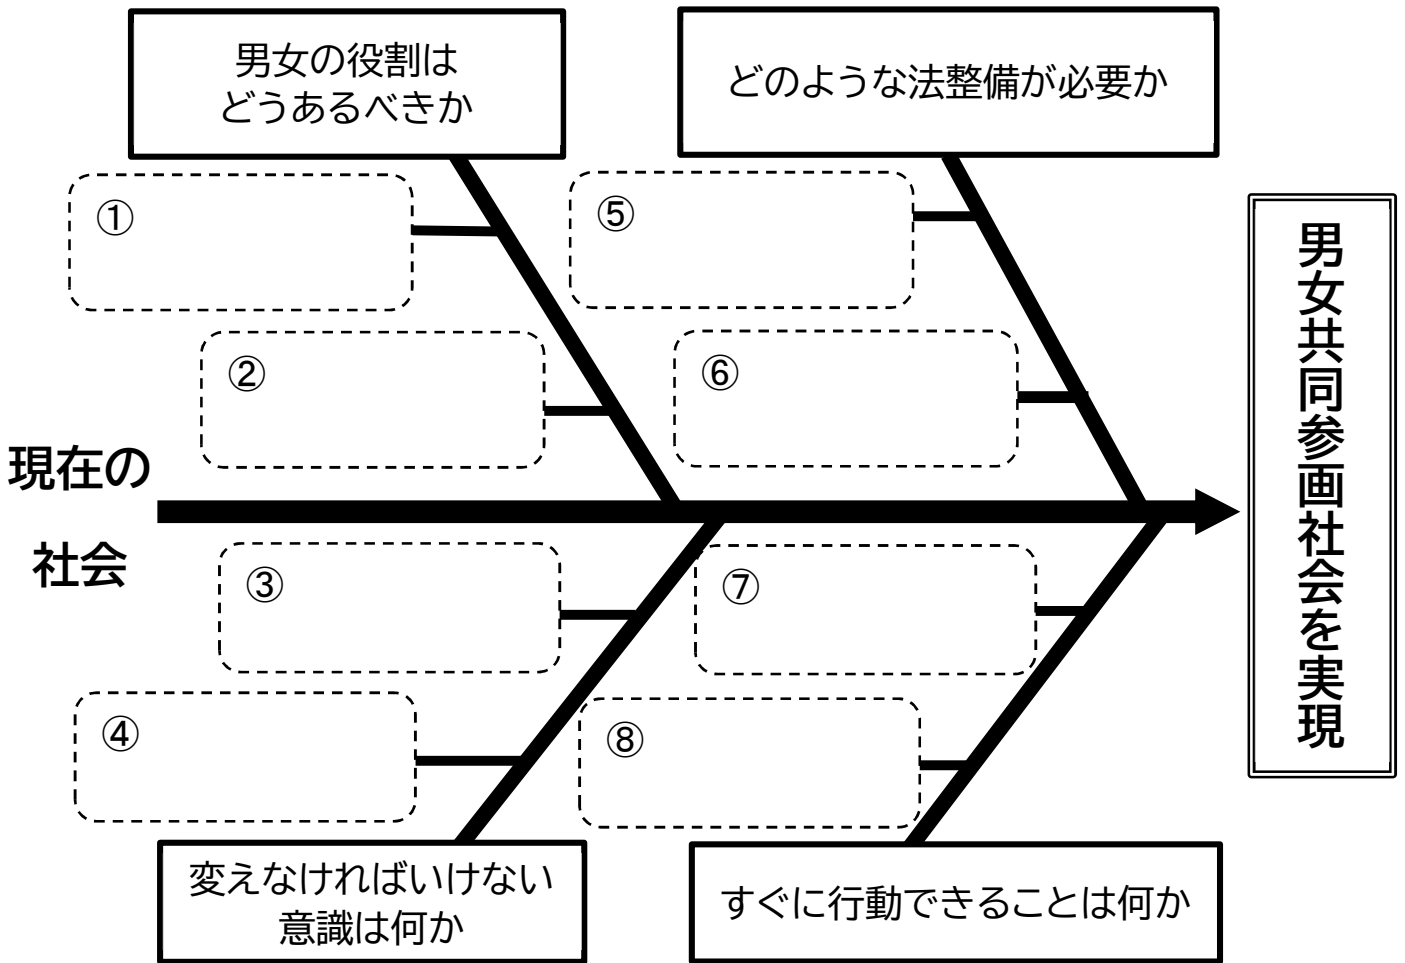 男女の役割は
どうあるべきか
どのような法整備が必要か
①
⑤
②
⑥
現在の
社会
男女共同参画社会を実現
③
⑦
④
⑧
変えなければいけない
意識は何か
すぐに行動できることは何か